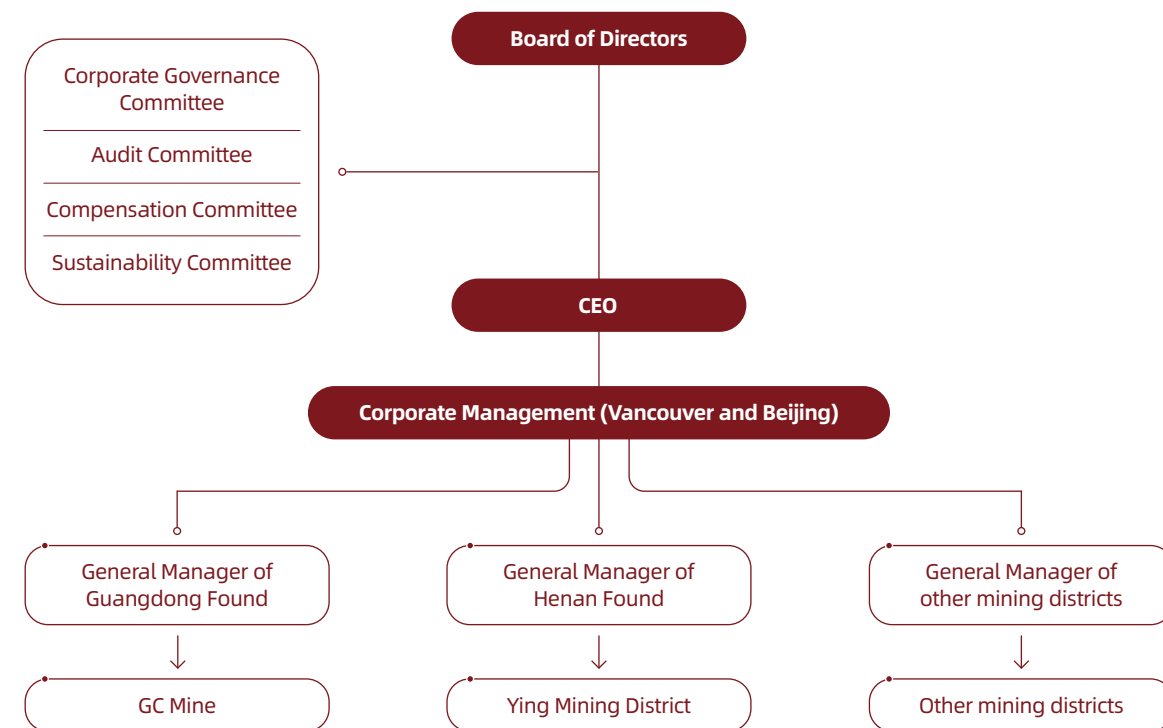 Board of Directors
Corporate Governance
Committee
Audit Committee
Compensation Committee
Sustainability Committee
CEO
Corporate Management (Vancouver and Beijing)
General Manager of
Guangdong Found
General Manager of
Henan Found
General Manager of
other mining districts
GC Mine
Ying Mining District
Other mining districts